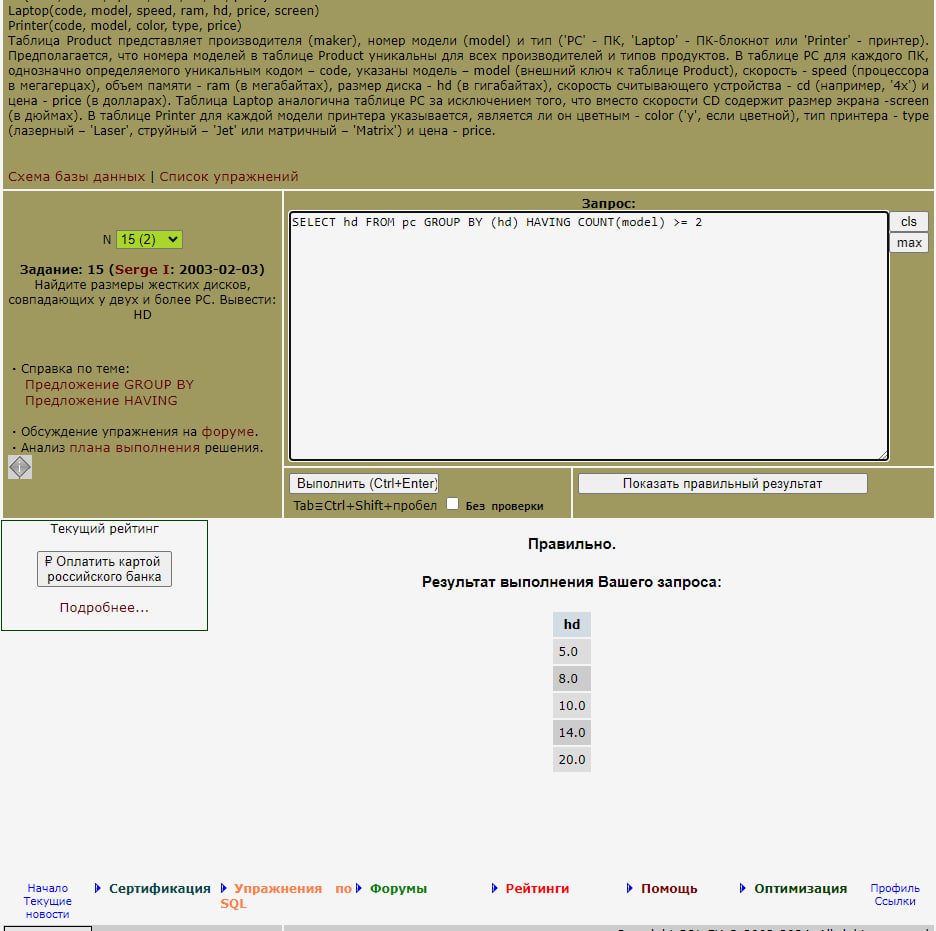 Laptop(code, model, speed, ram, hd, price, screen)
Printer(code, model, color, type, price)
Таблица Product представляет производителя (maker), номер модели (model) и тип ('PC' - ПК, 'Laptop' - ПК-блокнот или 'Printer' - принтер).
Предполагается, что номера моделей в таблице Product уникальны для всех производителей и типов продуктов. В таблице PC для каждого ПК,
однозначно определяемого уникальным кодом – code, указаны модель – model (внешний ключ к таблице Product), скорость - speed (процессора
в мегагерцах), объем памяти - ram (в мегабайтах), размер диска - hd (в гигабайтах), скорость считывающего устройства - cd (например, '4x') и
цена - price (в долларах). Таблица Laptop аналогична таблице РС за исключением того, что вместо скорости CD содержит размер экрана -screen
(в дюймах). В таблице Printer для каждой модели принтера указывается, является ли он цветным - color ('y', если цветной), тип принтера - type
(лазерный – 'Laser', струйный – 'Jet' или матричный – 'Matrix') и цена - price.
Схема базы данных | Список упражнений
Запрос:
SELECT hd FROM pc GROUP BY (hd) HAVING COUNT(model) >= 2
cls
max
N 15 (2)
Задание: 15 (Serge I: 2003-02-03)
Найдите размеры жестких дисков,
совпадающих у двух и более PC. Вывести:
HD
· Справка по теме:
Предложение GROUP BY
Предложение HAVING
· Обсуждение упражнения на форуме.
· Анализ плана выполнения решения.
Выполнить (Ctrl+Enter)
Tab≡Ctrl+Shift+пробел Без проверки
Показать правильный результат
Текущий рейтинг
₽ Оплатить картой
российского банка
Подробнее...
Правильно.
Результат выполнения Вашего запроса:
hd
5.0
8.0
10.0
14.0
20.0
Начало
Текущие
новости
Сертификация
Упражнения по
SQL
Форумы
Рейтинги
Помощь
Оптимизация
Профиль
Ссылки